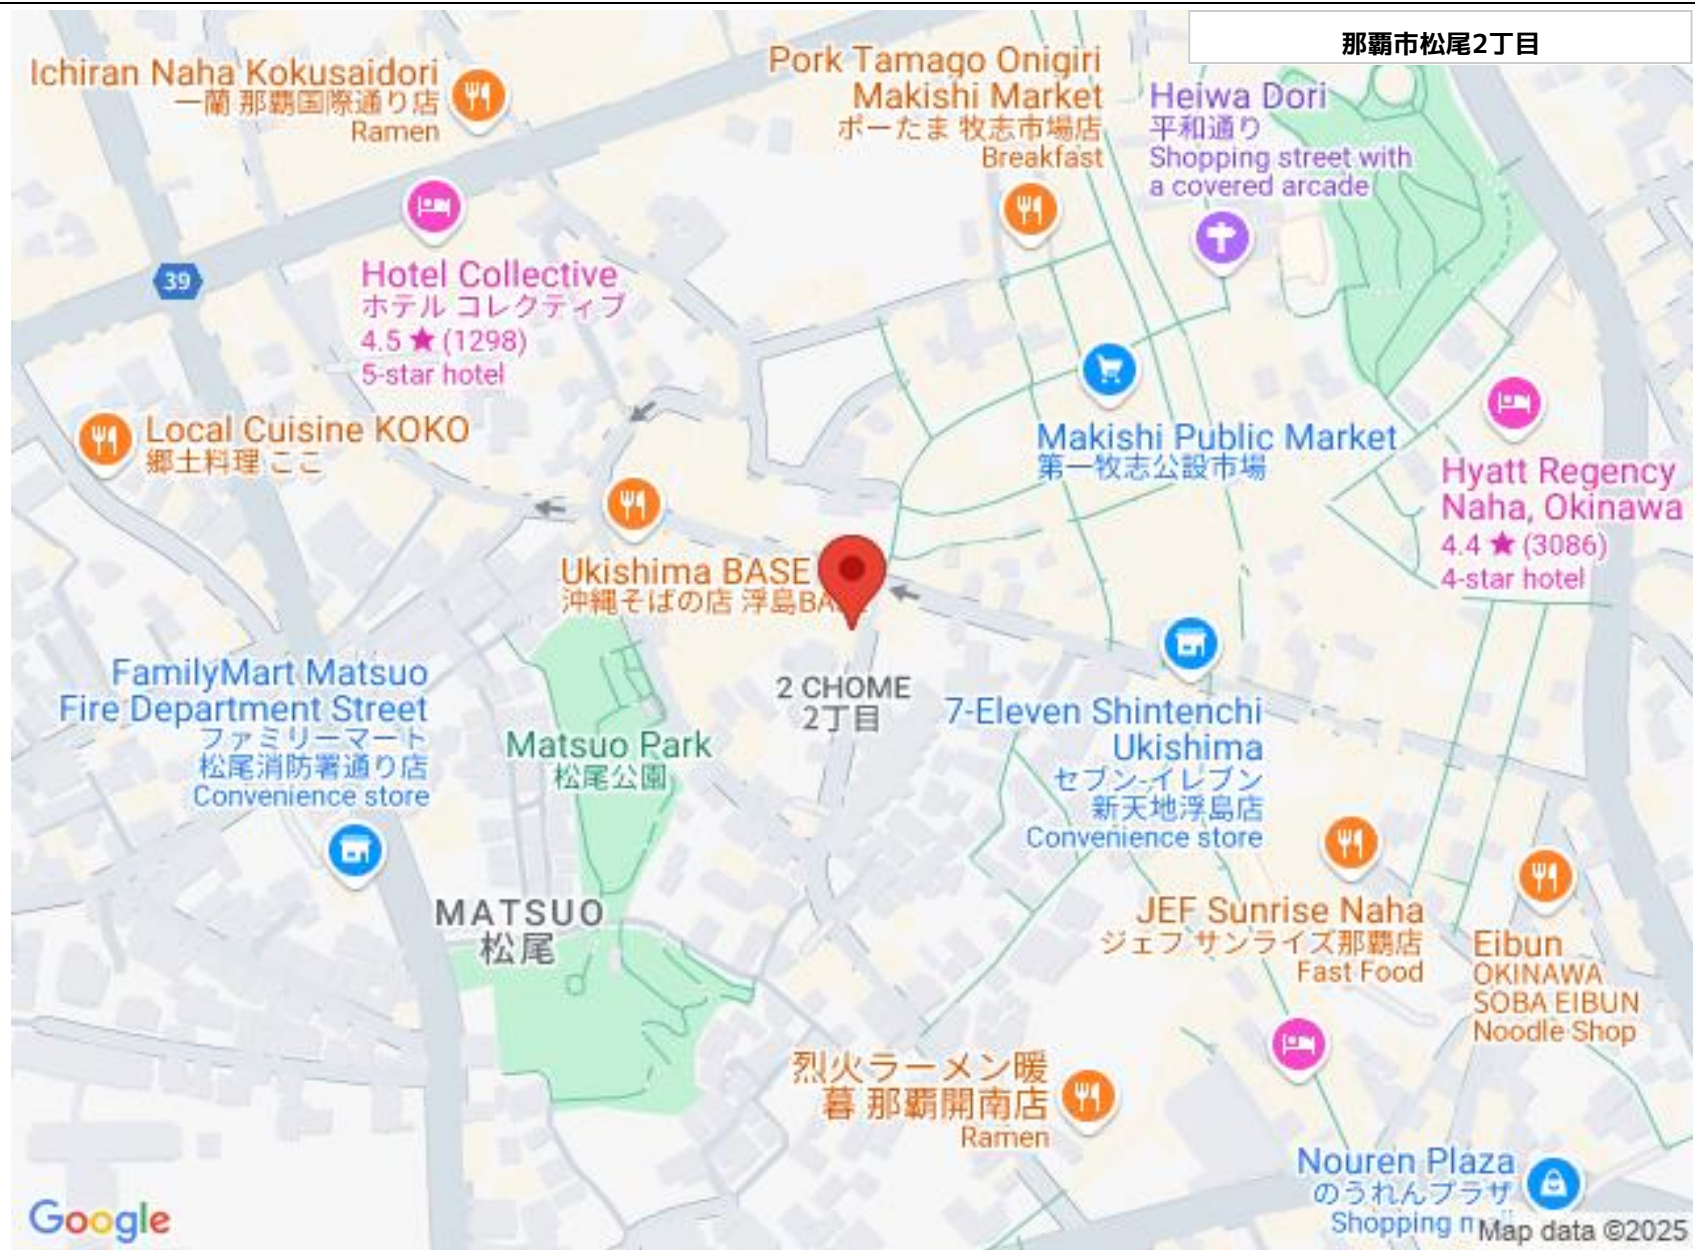 那覇市松尾2丁目
Ichiran Naha Kokusaidori
一蘭 那覇国際通り店
Ramen
Pork Tamago Onigiri
Makishi Market
ポーたま 牧志市場店
Breakfast
Heiwa Dori
平和通り
Shopping street with
a covered arcade
39
Hotel Collective
ホテル コレクティブ
4.5 ★ (1298)
5-star hotel
Local Cuisine KOKO
郷土料理 ここ
Makishi Public Market
第一牧志公設市場
Hyatt Regency
Naha, Okinawa
4.4 ★ (3086)
4-star hotel
Ukishima BASE
沖縄そばの店 浮島BA
FamilyMart Matsuo
Fire Department Street
ファミリーマート
松尾消防署通り店
Convenience store
2 CHOME
2丁目
Matsuo Park
松尾公園
7-Eleven Shintenchi
Ukishima
セブン-イレブン
新天地浮島店
Convenience store
MATSUO
松尾
JEF Sunrise Naha
ジェフ サンライズ那覇店
Fast Food
Eibun
OKINAWA
SOBA EIBUN
Noodle Shop
烈火ラーメン暖
暮 那覇開南店
Ramen
Nouren Plaza
のうれんプラザ
Shopping
Google
Map data ©2025